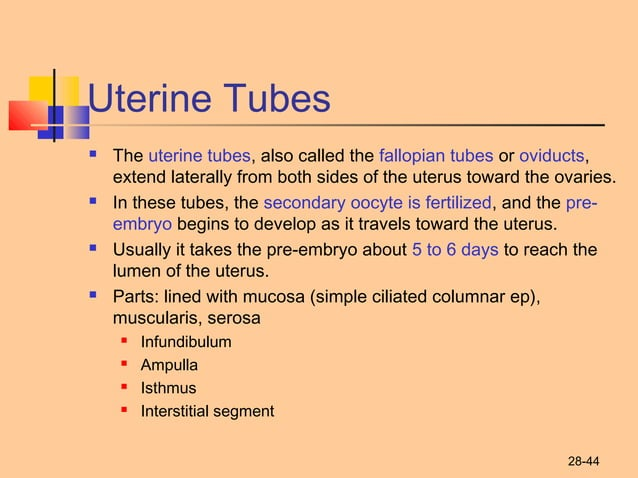 Uterine Tubes
The uterine tubes, also called the fallopian tubes or oviducts,
extend laterally from both sides of the uterus toward the ovaries.
In these tubes, the secondary oocyte is fertilized, and the pre-
embryo begins to develop as it travels toward the uterus.
Usually it takes the pre-embryo about 5 to 6 days to reach the
lumen of the uterus.
Parts: lined with mucosa (simple ciliated columnar ep),
muscularis, serosa
Infundibulum
Ampulla
Isthmus
Interstitial segment
28-44